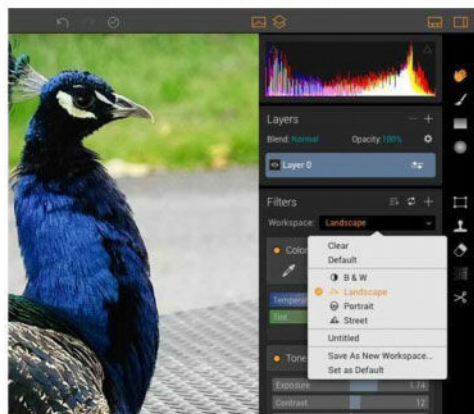 Layers
Blend: Normal Opacity: 100%
Layer 0
Filters
Workspace: Landscape
Clear
Default
B & W
Landscape
Portrait
Street
Untitled
Save As New Workspace...
Set as Default
Tint
Tone
Exposure 1.74
Contrast 12